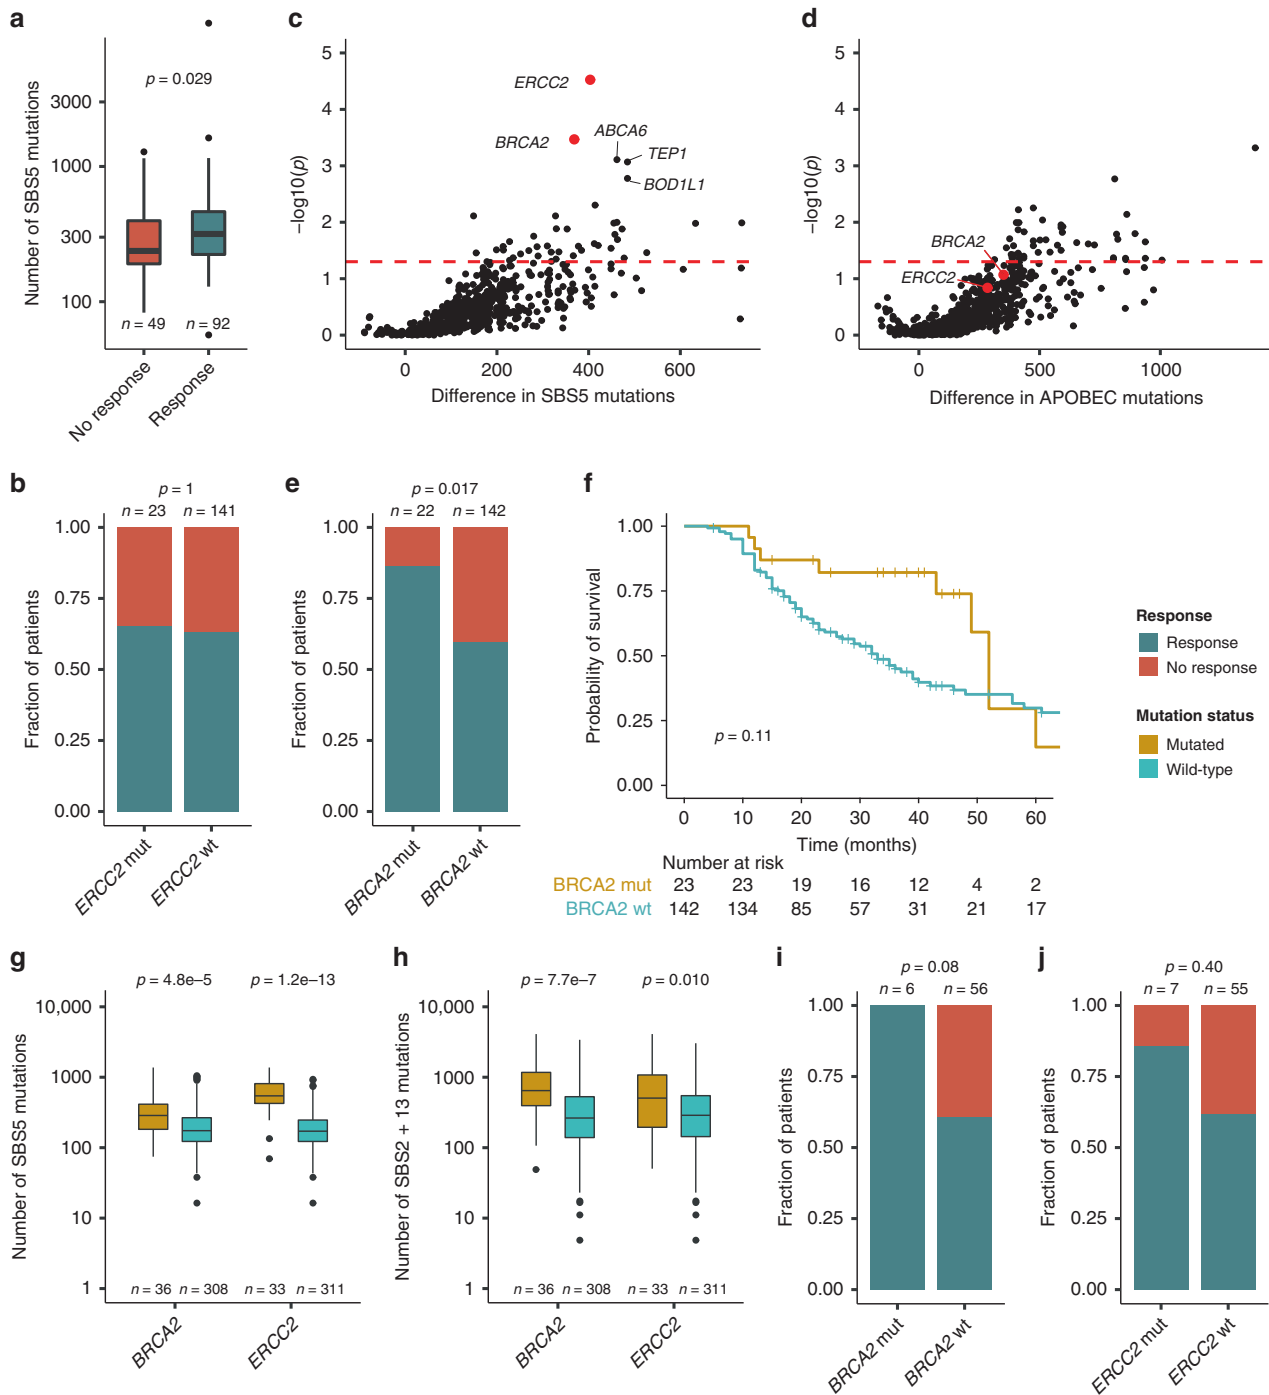 a
p = 0.029
Number of SBS5 mutations
3000
1000
300
100
n = 49
n = 92
No response
Response
c
5
4
3
2
1
0
–log10(p)
ERCC2
BRCA2
ABCA6
TEP1
BOD1L1
0
200
400
600
Difference in SBS5 mutations
d
5
4
3
2
1
0
–log10(p)
BRCA2
ERCC2
0
500
1000
Difference in APOBEC mutations
b
p = 1
n = 23
n = 141
1.00
0.75
0.50
0.25
0.00
Fraction of patients
ERCC2 mut
ERCC2 wt
e
p = 0.017
n = 22
n = 142
1.00
0.75
0.50
0.25
0.00
Fraction of patients
BRCA2 mut
BRCA2 wt
f
1.00
0.75
0.50
0.25
0.00
Probability of survival
p = 0.11
0
10
20
30
40
50
60
Time (months)
Number at risk
BRCA2 mut 23 23 19 16 12 4 2
BRCA2 wt 142 134 85 57 31 21 17
Response
Response
No response
Mutation status
Mutated
Wild-type
g
p = 4.8e–5
p = 1.2e–13
10,000
1000
100
10
1
Number of SBS5 mutations
n = 36
n = 308
n = 33
n = 311
BRCA2
ERCC2
h
p = 7.7e–7
p = 0.010
10,000
1000
100
10
1
Number of SBS2 + 13 mutations
n = 36
n = 308
n = 33
n = 311
BRCA2
ERCC2
i
p = 0.08
n = 6
n = 56
1.00
0.75
0.50
0.25
0.00
Fraction of patients
BRCA2 mut
BRCA2 wt
j
p = 0.40
n = 7
n = 55
1.00
0.75
0.50
0.25
0.00
Fraction of patients
ERCC2 mut
ERCC2 wt